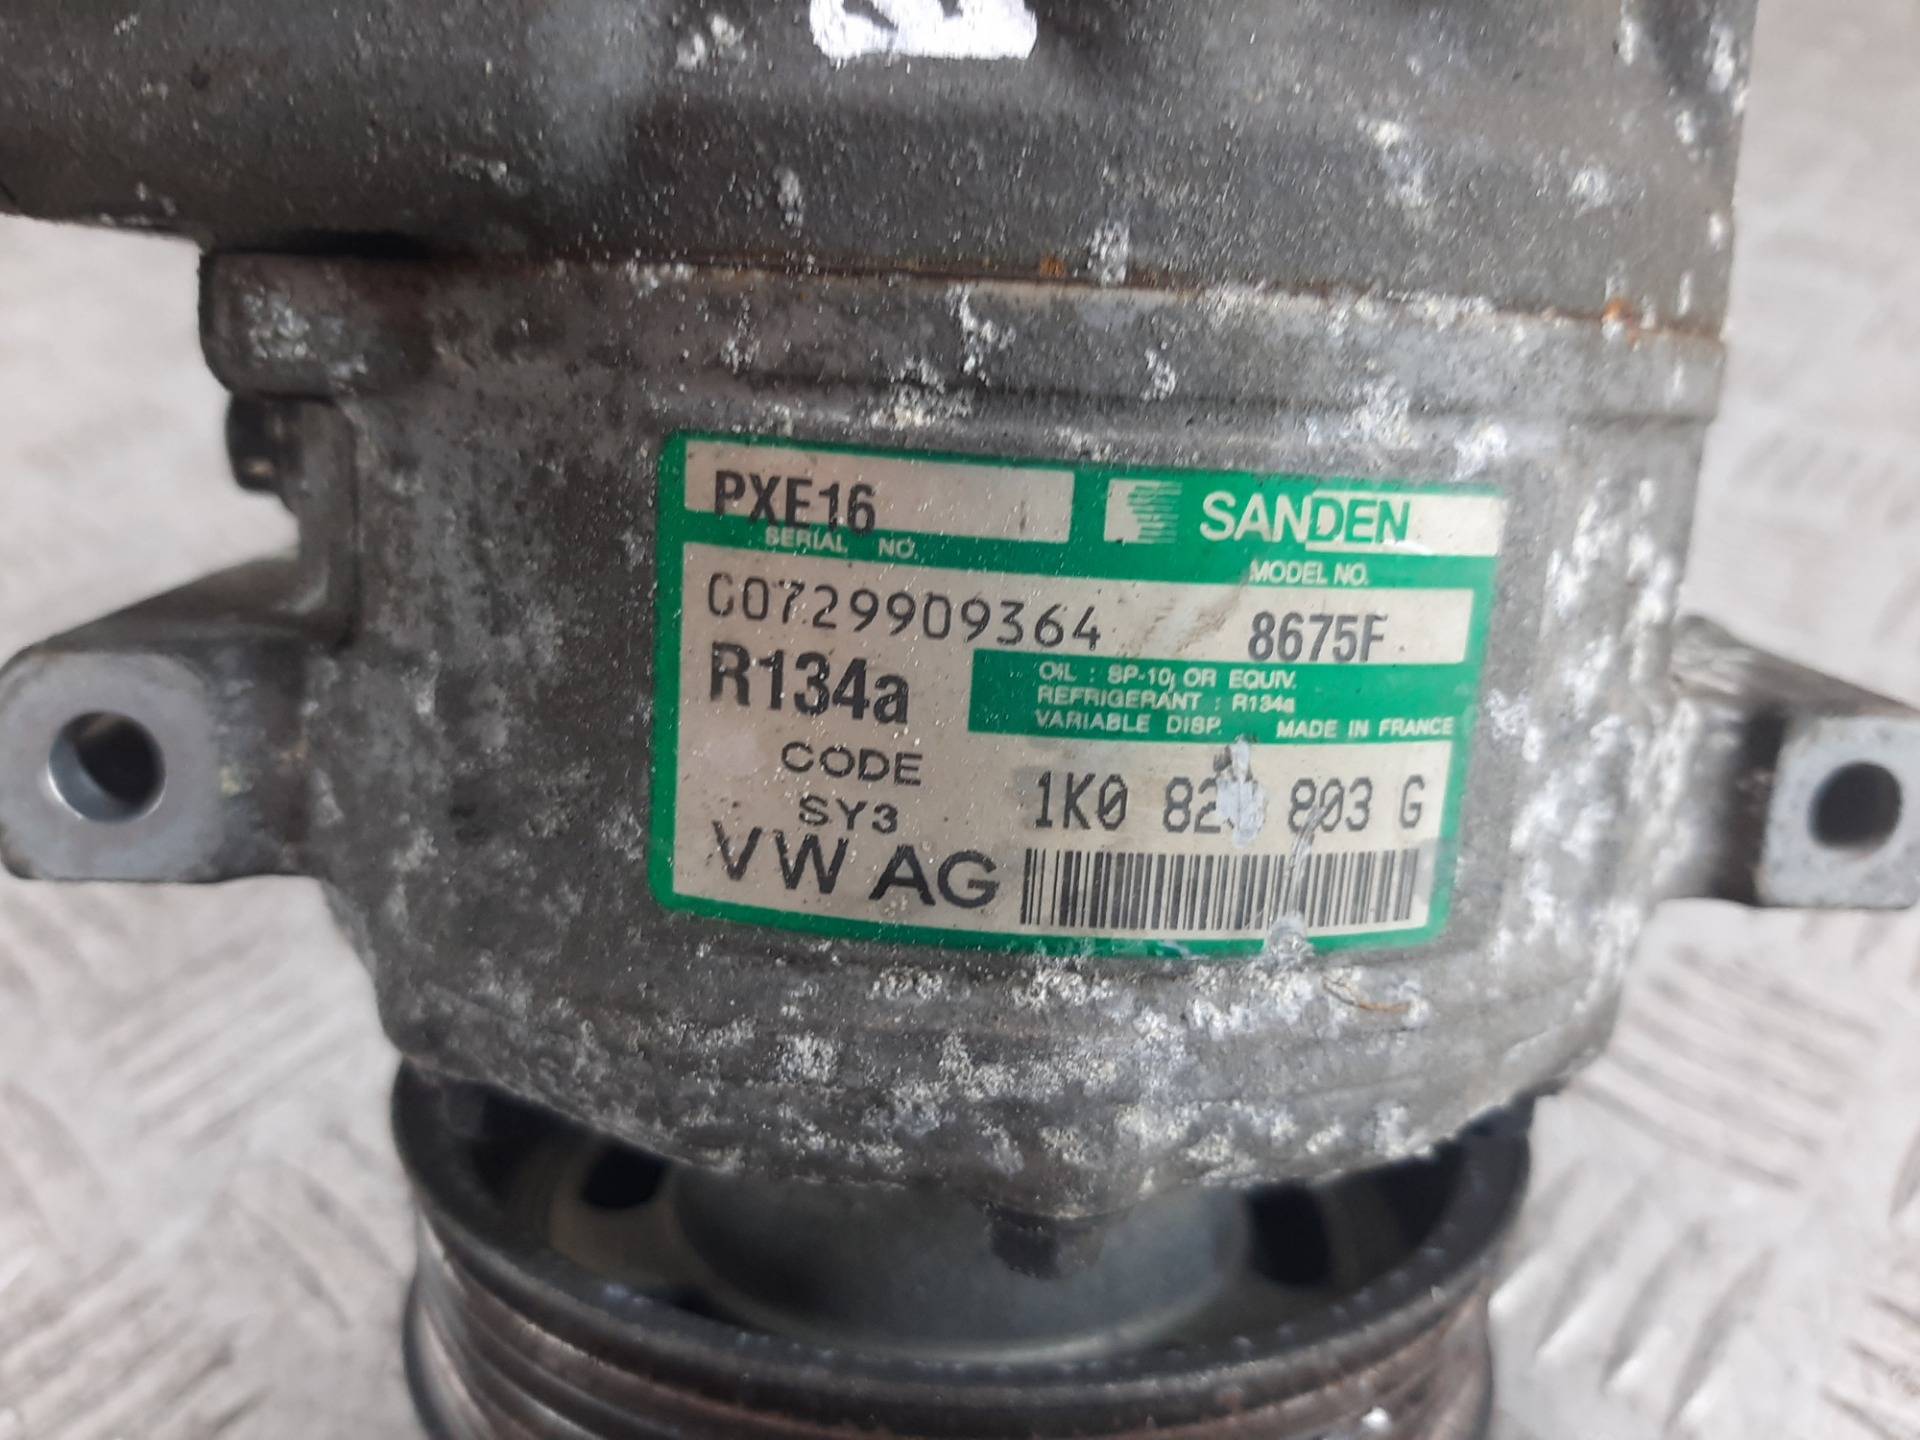 PXE16 SANDEN
SERIAL NO. MODEL NO.
C0729909364 8675F
R134a
OIL : SP-10, OR EQUIV.
REFRIGERANT : R134a
VARIABLE DISP. MADE IN FRANCE
CODE
SY3
1K0 803 G
VW AG